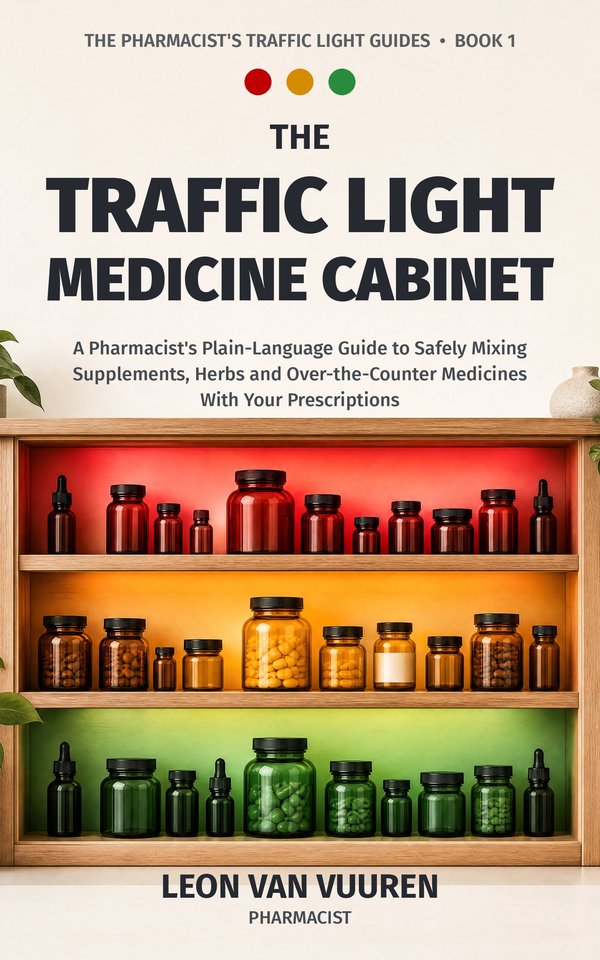 THE PHARMACIST'S TRAFFIC LIGHT GUIDES • BOOK 1
THE
TRAFFIC LIGHT
MEDICINE CABINET
A Pharmacist's Plain-Language Guide to Safely Mixing
Supplements, Herbs and Over-the-Counter Medicines
With Your Prescriptions
LEON VAN VUUREN
PHARMACIST